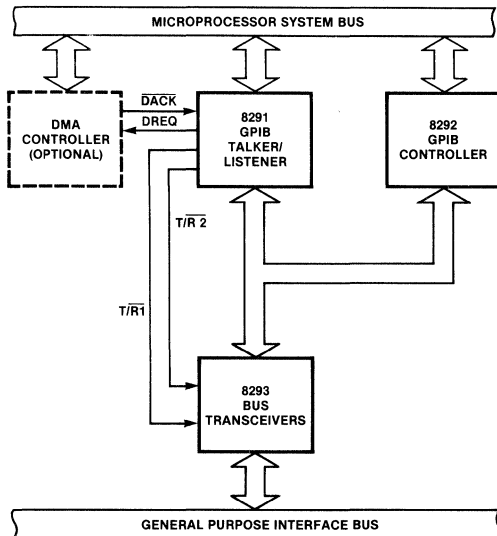 MICROPROCESSOR SYSTEM BUS
DMA
CONTROLLER
(OPTIONAL)
DACK
DREQ
8291
GPIB
TALKER/
LISTENER
8292
GPIB
CONTROLLER
T/R 2
T/R1
8293
BUS
TRANSCEIVERS
GENERAL PURPOSE INTERFACE BUS